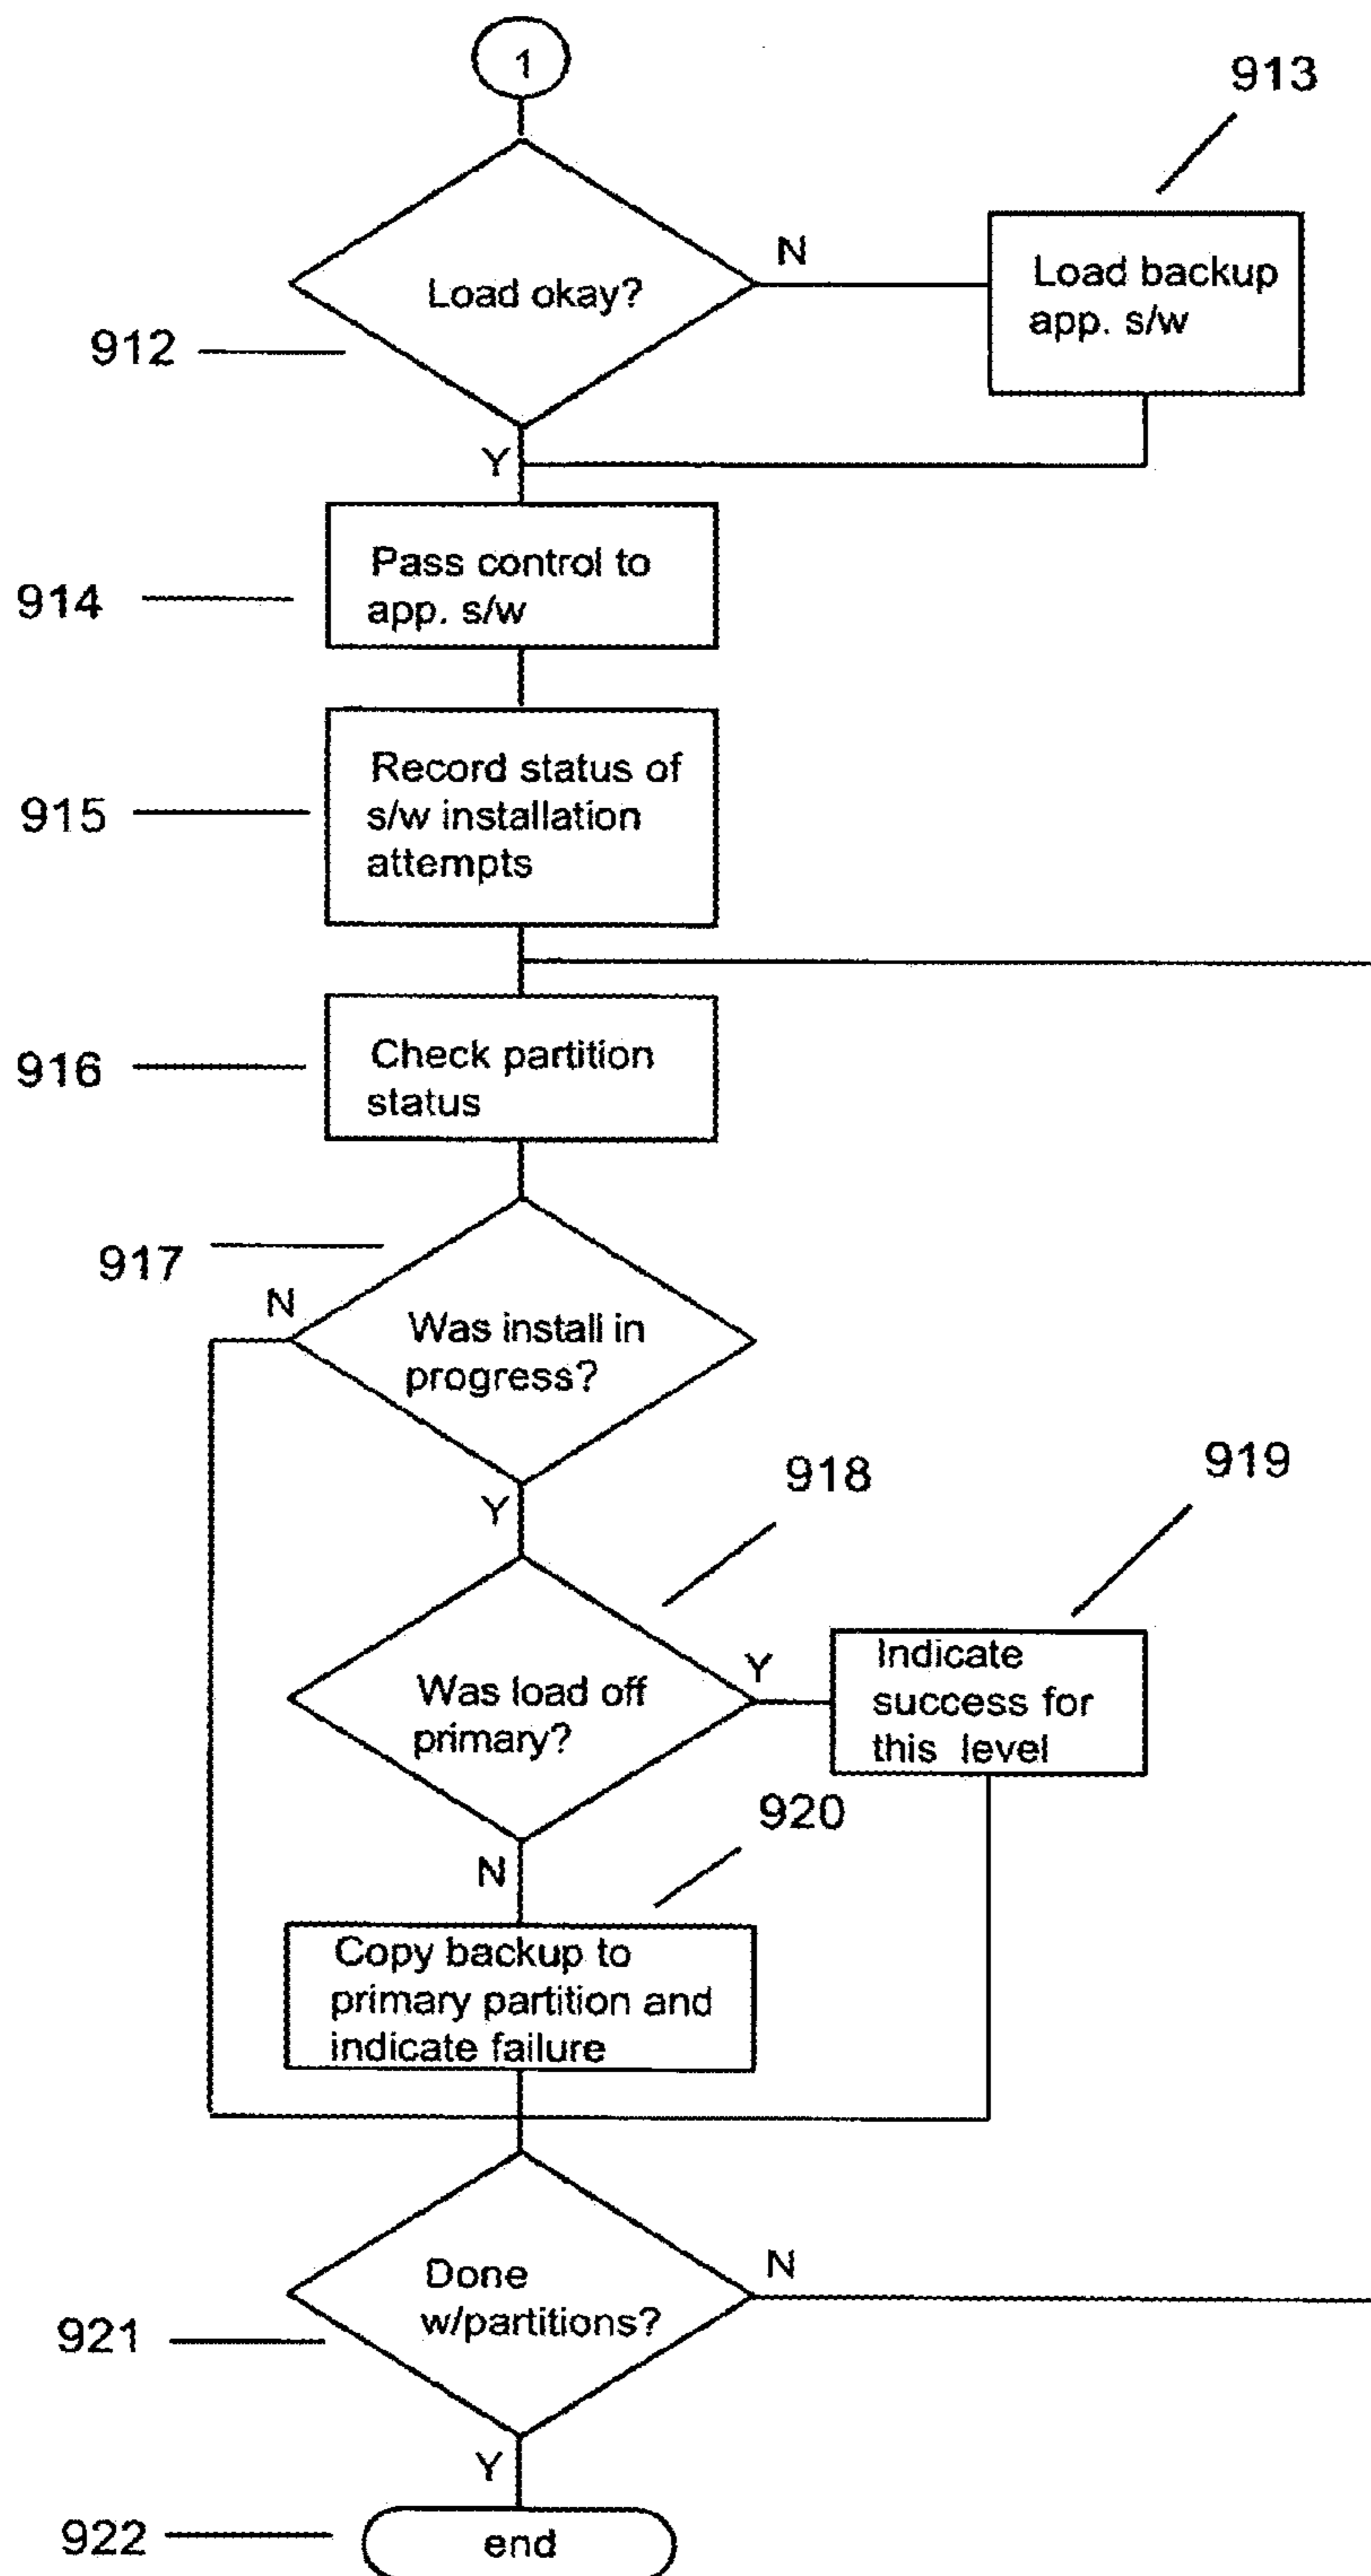 1
913
N
Load okay?
Load backup
app. s/w
912
Y
Pass control to
app. s/w
914
Record status of
s/w installation
attempts
915
Check partition
status
916
917
N
Was install in
progress?
Y
918
919
Was load off
primary?
Y
Indicate
success for
this level
920
N
Copy backup to
primary partition and
indicate failure
Done
w/partitions?
N
921
Y
922
end